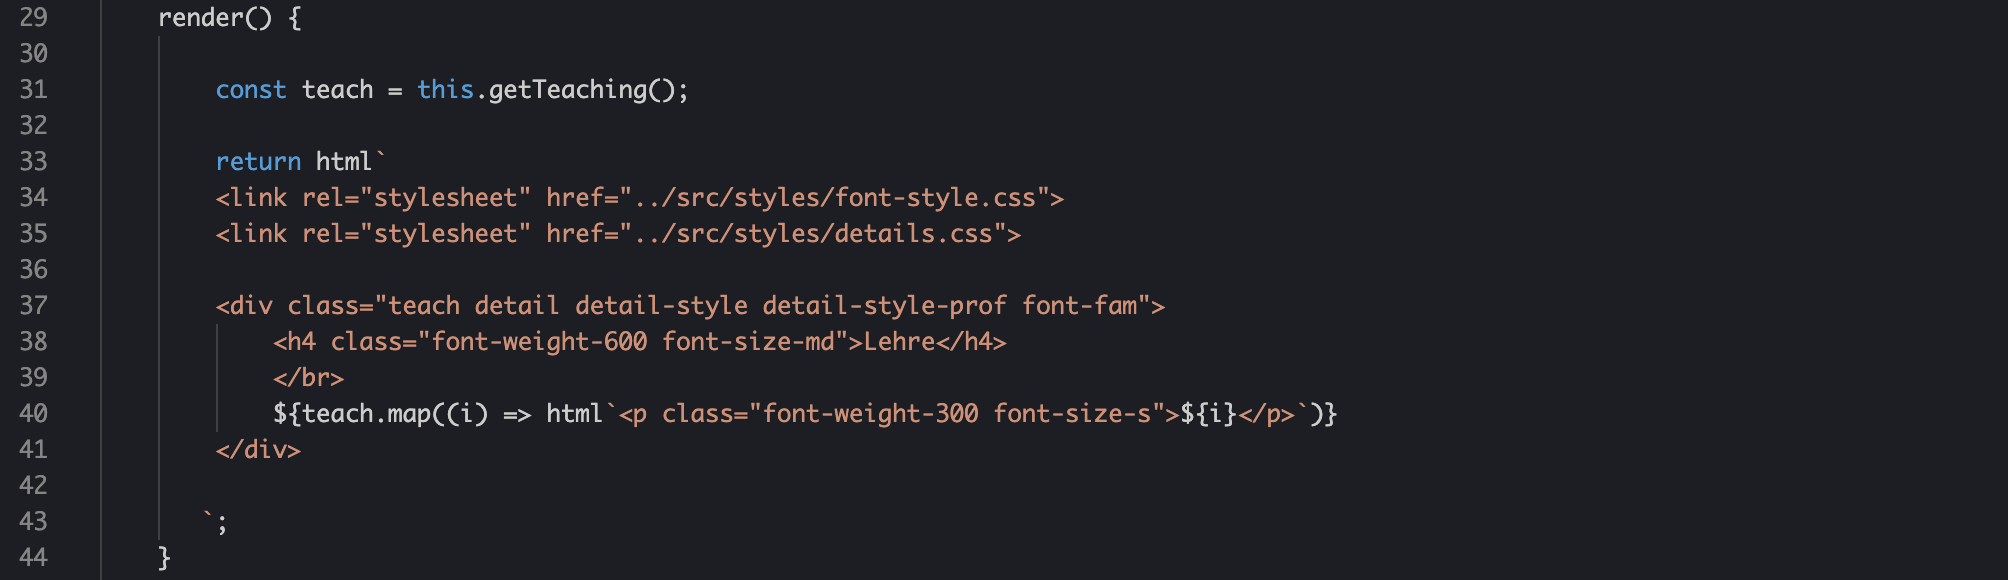 29 render() {
30
31 const teach = this.getTeaching();
32
33 return html`
34 <link rel="stylesheet" href="../src/styles/font-style.css">
35 <link rel="stylesheet" href="../src/styles/details.css">
36
37 <div class="teach detail detail-style detail-style-prof font-fam">
38 <h4 class="font-weight-600 font-size-md">Lehre</h4>
39 </br>
40 ${teach.map((i) => html`<p class="font-weight-300 font-size-s">${i}</p>`)}
41 </div>
42
43 `;
44 }